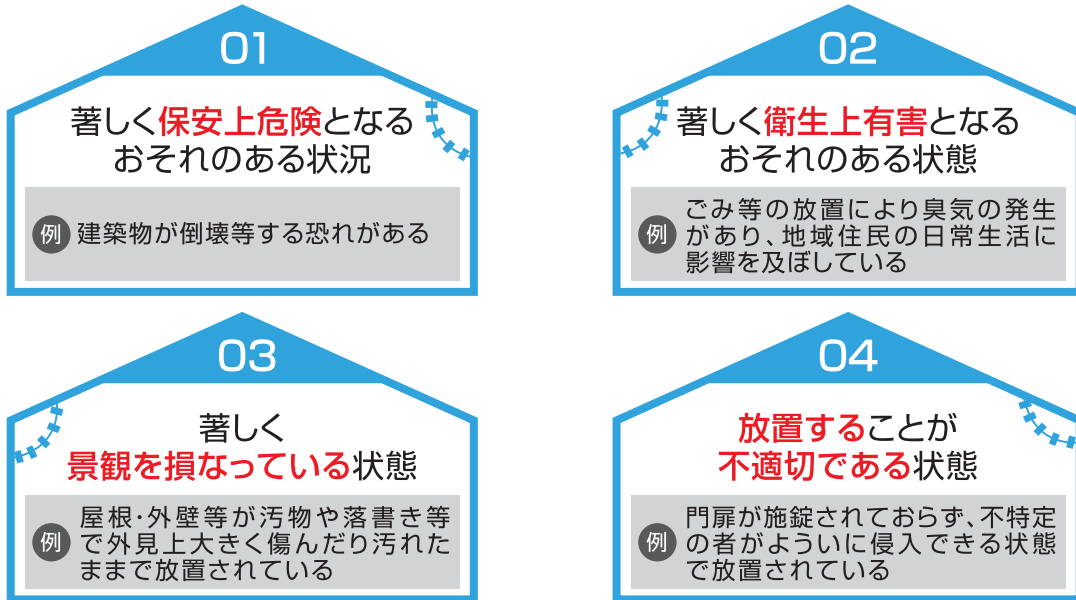 01
著しく保安上危険となる
おそれのある状況
例
建築物が倒壊等する恐れがある
02
著しく衛生上有害となる
おそれのある状態
例
ごみ等の放置により臭気の発生
があり、地域住民の日常生活に
影響を及ぼしている
03
著しく
景観を損なっている状態
例
屋根・外壁等が汚物や落書き等
で外見上大きく傷んだり汚れた
ままで放置されている
04
放置することが
不適切である状態
例
門扉が施錠されておらず、不特定
の者がよういに侵入できる状態
で放置されている